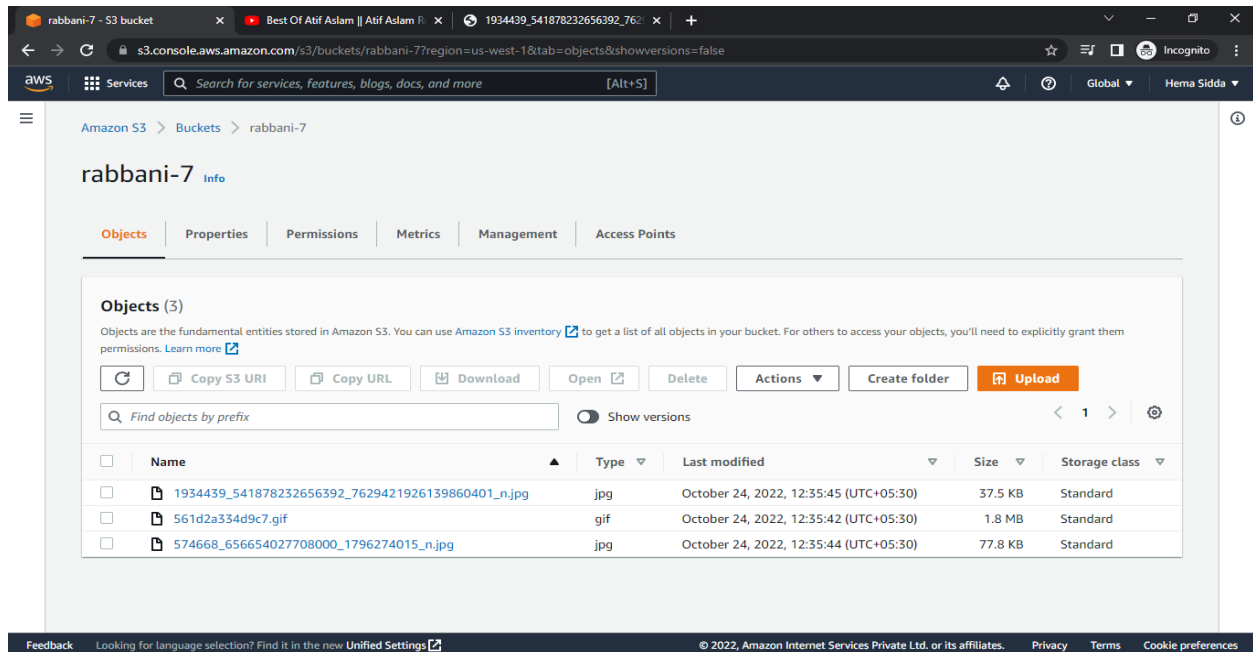 rabbani-7 - S3 bucket Best Of Atif Aslam || Atif Aslam R 1934439_541878232656392_762
s3.console.aws.amazon.com/s3/buckets/rabbani-7?region=us-west-1&tab=objects&showversions=false Incognito
aws Services Search for services, features, blogs, docs, and more [Alt+S] Global Hema Sidda
Amazon S3 Buckets rabbani-7
rabbani-7 Info
Objects Properties Permissions Metrics Management Access Points
Objects (3)
Objects are the fundamental entities stored in Amazon S3. You can use Amazon S3 inventory to get a list of all objects in your bucket. For others to access your objects, you'll need to explicitly grant them
permissions. Learn more
Copy S3 URI Copy URL Download Open Delete Actions Create folder Upload
Find objects by prefix Show versions 1
Name Type Last modified Size Storage class
1934439_541878232656392_7629421926139860401_n.jpg jpg October 24, 2022, 12:35:45 (UTC+05:30) 37.5 KB Standard
561d2a334d9c7.gif gif October 24, 2022, 12:35:42 (UTC+05:30) 1.8 MB Standard
574668_656654027708000_1796274015_n.jpg jpg October 24, 2022, 12:35:44 (UTC+05:30) 77.8 KB Standard
Feedback Looking for language selection? Find it in the new Unified Settings © 2022, Amazon Internet Services Private Ltd. or its affiliates. Privacy Terms Cookie preferences